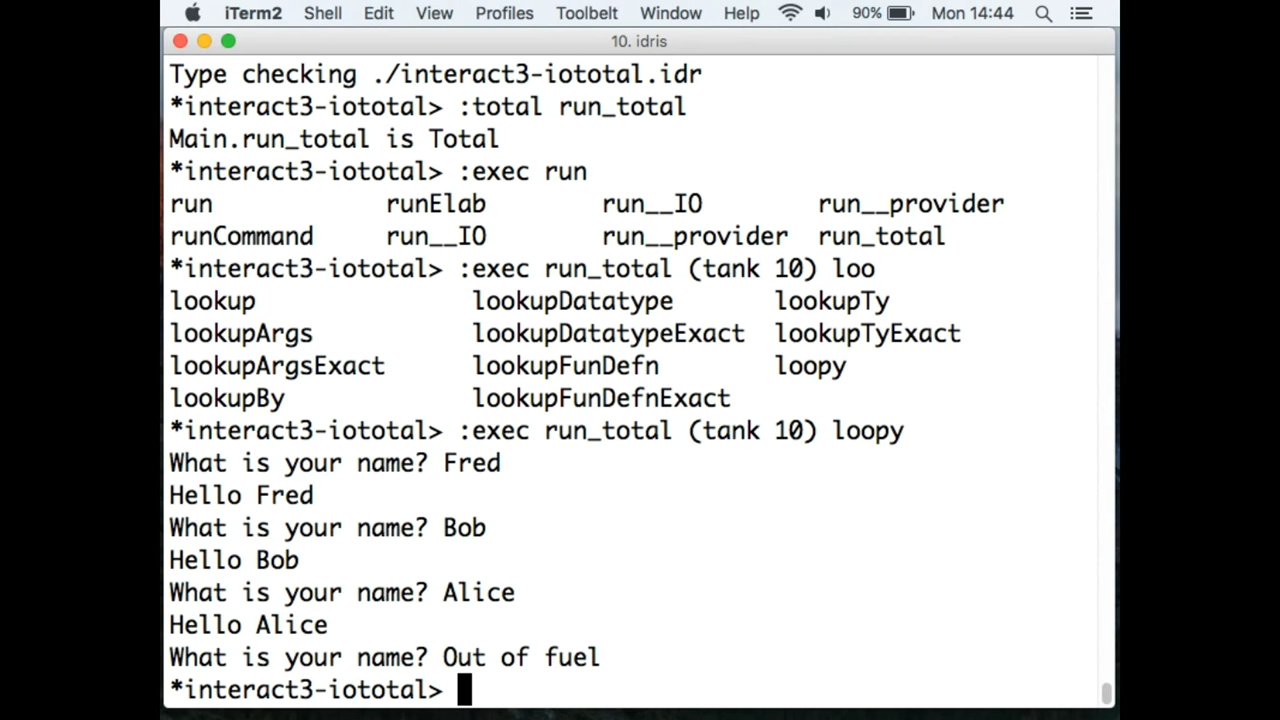 iTerm2 Shell Edit View Profiles Toolbelt Window Help 90% Mon 14:44
10. idris
Type checking ./interact3-iototal.idr
*interact3-iototal> :total run_total
Main.run_total is Total
*interact3-iototal> :exec run
run runElab run__IO run__provider
runCommand run__IO run__provider run_total
*interact3-iototal> :exec run_total (tank 10) loo
lookup lookupDatatype lookupTy
lookupArgs lookupDatatypeExact lookupTyExact
lookupArgsExact lookupFunDefn loopy
lookupBy lookupFunDefnExact
*interact3-iototal> :exec run_total (tank 10) loopy
What is your name? Fred
Hello Fred
What is your name? Bob
Hello Bob
What is your name? Alice
Hello Alice
What is your name? Out of fuel
*interact3-iototal>